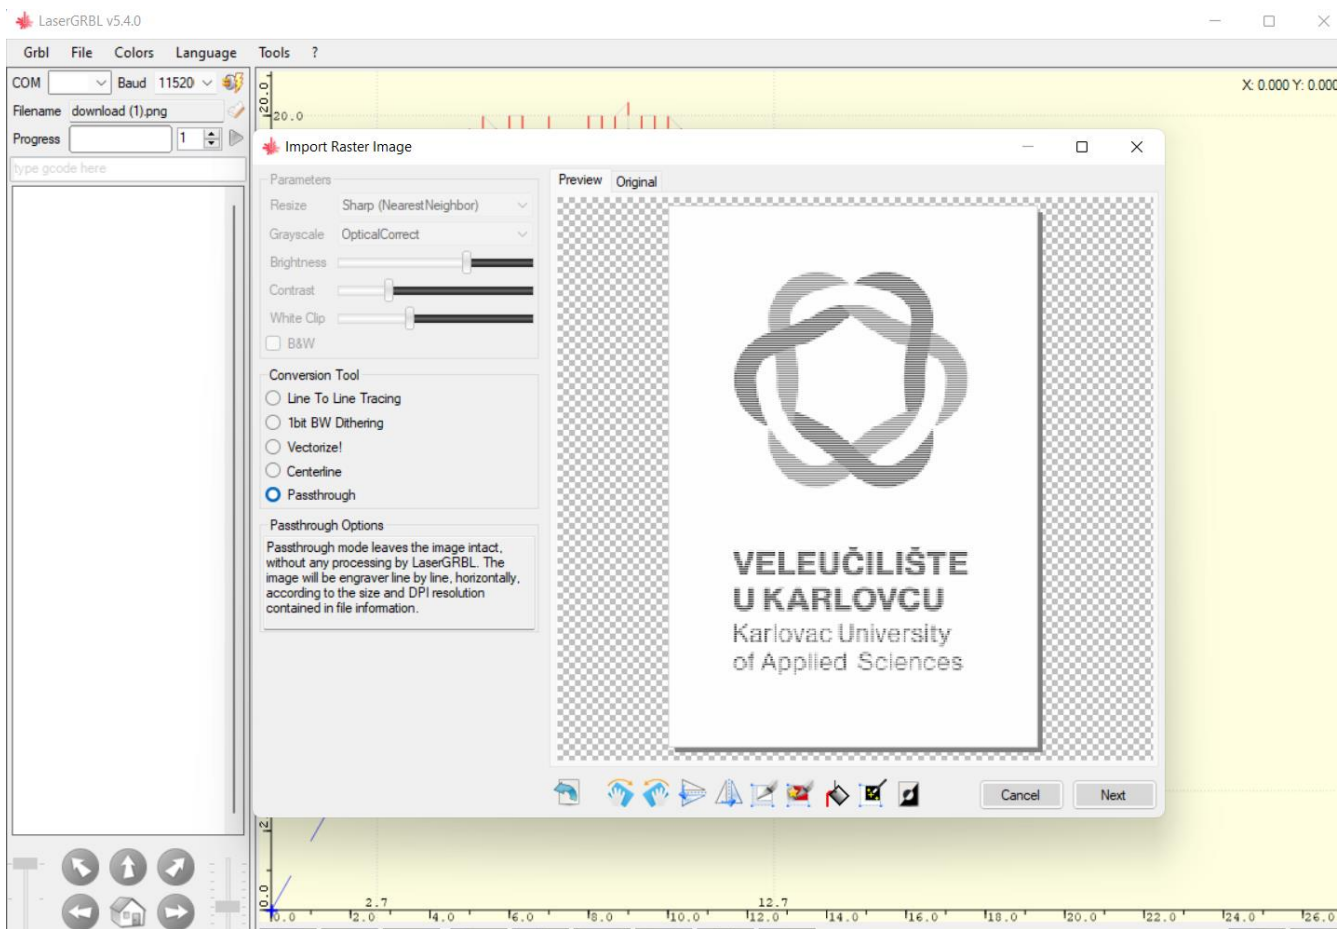 LaserGRBL v5.4.0
Grbl File Colors Language Tools ?
COM Baud 11520
Filename download (1).png
Progress 1
type gcode here
X: 0.000 Y: 0.000
20.0
20.0
Import Raster Image
Parameters
Resize Sharp (NearestNeighbor)
Grayscale OpticalCorrect
Brightness
Contrast
White Clip
B&W
Conversion Tool
Line To Line Tracing
1bit BW Dithering
Vectorize!
Centerline
Passthrough
Passthrough Options
Passthrough mode leaves the image intact,
without any processing by LaserGRBL. The
image will be engraver line by line, horizontally,
according to the size and DPI resolution
contained in file information.
Preview Original
VELEUČILIŠTE
U KARLOVCU
Karlovac University
of Applied Sciences
Cancel Next
0.0
2.7 12.7
0.0 2.0 4.0 6.0 8.0 10.0 12.0 14.0 16.0 18.0 20.0 22.0 24.0 26.0